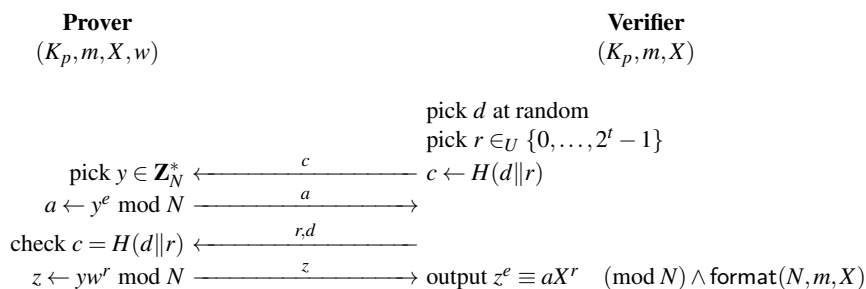 Prover Verifier
(K_p, m, X, w) (K_p, m, X)
pick d at random
pick r ∈_U {0, …, 2^t − 1}
pick y ∈ Z*_N ⟵ c c ← H(d‖r)
a ← y^e mod N ⟶ a
check c = H(d‖r) ⟵ r,d
z ← yw^r mod N ⟶ z output z^e ≡ aX^r (mod N) ∧ format(N, m, X)